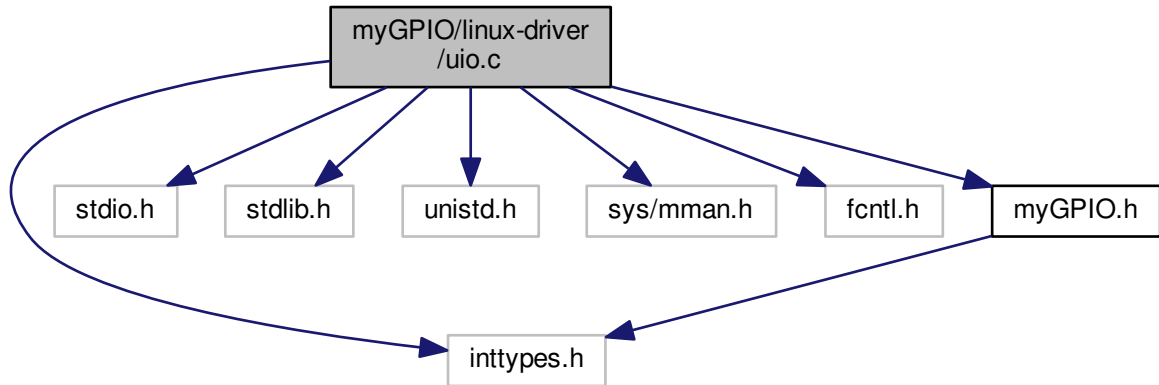 myGPIO/linux-driver
/uio.c
stdio.h
stdlib.h
unistd.h
sys/mman.h
fcntl.h
myGPIO.h
inttypes.h